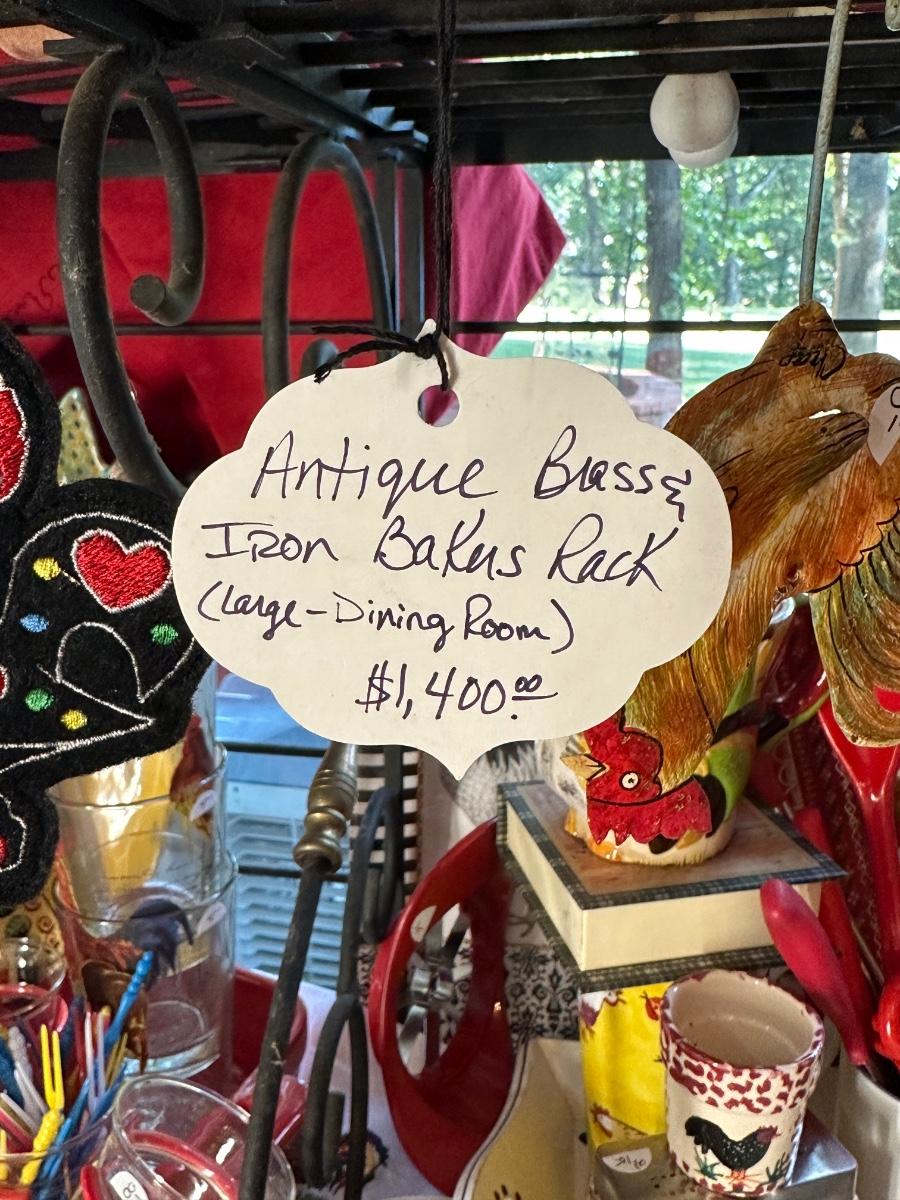 Antique Brass &
Iron Bakers Rack
(Large-Dining Room)
$1,400.00